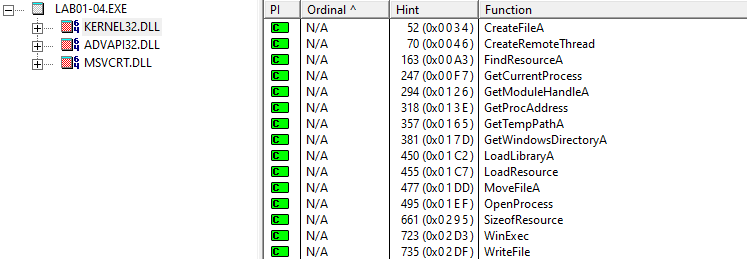 LAB01-04.EXE
KERNEL32.DLL
ADVAPI32.DLL
MSVCRT.DLL
PI Ordinal ^ Hint Function
C N/A 52 (0x0034) CreateFileA
C N/A 70 (0x0046) CreateRemoteThread
C N/A 163 (0x00A3) FindResourceA
C N/A 247 (0x00F7) GetCurrentProcess
C N/A 294 (0x0126) GetModuleHandleA
C N/A 318 (0x013E) GetProcAddress
C N/A 357 (0x0165) GetTempPathA
C N/A 381 (0x017D) GetWindowsDirectoryA
C N/A 450 (0x01C2) LoadLibraryA
C N/A 455 (0x01C7) LoadResource
C N/A 477 (0x01DD) MoveFileA
C N/A 495 (0x01EF) OpenProcess
C N/A 661 (0x0295) SizeofResource
C N/A 723 (0x02D3) WinExec
C N/A 735 (0x02DF) WriteFile